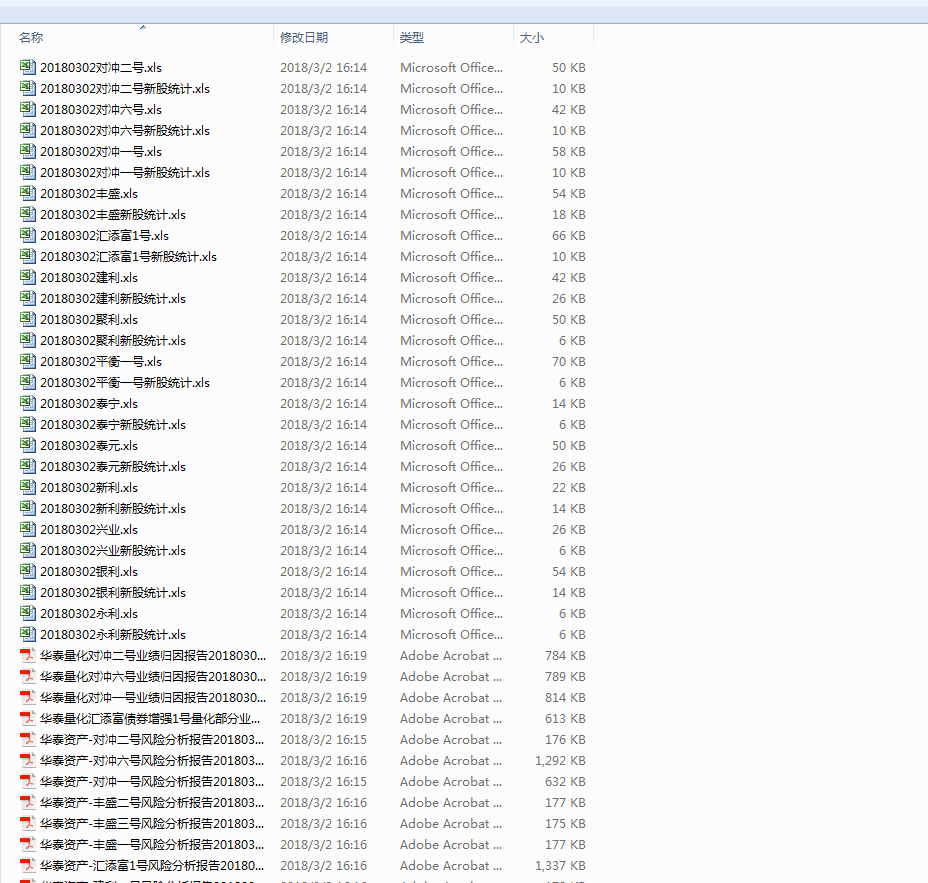 名称 修改日期 类型 大小
20180302对冲二号.xls 2018/3/2 16:14 Microsoft Office... 50 KB
20180302对冲二号新股统计.xls 2018/3/2 16:14 Microsoft Office... 10 KB
20180302对冲六号.xls 2018/3/2 16:14 Microsoft Office... 42 KB
20180302对冲六号新股统计.xls 2018/3/2 16:14 Microsoft Office... 10 KB
20180302对冲一号.xls 2018/3/2 16:14 Microsoft Office... 58 KB
20180302对冲一号新股统计.xls 2018/3/2 16:14 Microsoft Office... 10 KB
20180302丰盛.xls 2018/3/2 16:14 Microsoft Office... 54 KB
20180302丰盛新股统计.xls 2018/3/2 16:14 Microsoft Office... 18 KB
20180302汇添富1号.xls 2018/3/2 16:14 Microsoft Office... 66 KB
20180302汇添富1号新股统计.xls 2018/3/2 16:14 Microsoft Office... 10 KB
20180302建利.xls 2018/3/2 16:14 Microsoft Office... 42 KB
20180302建利新股统计.xls 2018/3/2 16:14 Microsoft Office... 26 KB
20180302聚利.xls 2018/3/2 16:14 Microsoft Office... 50 KB
20180302聚利新股统计.xls 2018/3/2 16:14 Microsoft Office... 6 KB
20180302平衡一号.xls 2018/3/2 16:14 Microsoft Office... 70 KB
20180302平衡一号新股统计.xls 2018/3/2 16:14 Microsoft Office... 6 KB
20180302泰宁.xls 2018/3/2 16:14 Microsoft Office... 14 KB
20180302泰宁新股统计.xls 2018/3/2 16:14 Microsoft Office... 6 KB
20180302泰元.xls 2018/3/2 16:14 Microsoft Office... 50 KB
20180302泰元新股统计.xls 2018/3/2 16:14 Microsoft Office... 26 KB
20180302新利.xls 2018/3/2 16:14 Microsoft Office... 22 KB
20180302新利新股统计.xls 2018/3/2 16:14 Microsoft Office... 14 KB
20180302兴业.xls 2018/3/2 16:14 Microsoft Office... 26 KB
20180302兴业新股统计.xls 2018/3/2 16:14 Microsoft Office... 6 KB
20180302银利.xls 2018/3/2 16:14 Microsoft Office... 54 KB
20180302银利新股统计.xls 2018/3/2 16:14 Microsoft Office... 14 KB
20180302永利.xls 2018/3/2 16:14 Microsoft Office... 6 KB
20180302永利新股统计.xls 2018/3/2 16:14 Microsoft Office... 6 KB
华泰量化对冲二号业绩归因报告2018030... 2018/3/2 16:19 Adobe Acrobat ... 784 KB
华泰量化对冲六号业绩归因报告2018030... 2018/3/2 16:19 Adobe Acrobat ... 789 KB
华泰量化对冲一号业绩归因报告2018030... 2018/3/2 16:19 Adobe Acrobat ... 814 KB
华泰量化汇添富债券增强1号量化部分业... 2018/3/2 16:19 Adobe Acrobat ... 613 KB
华泰资产-对冲二号风险分析报告201803... 2018/3/2 16:15 Adobe Acrobat ... 176 KB
华泰资产-对冲六号风险分析报告201803... 2018/3/2 16:16 Adobe Acrobat ... 1,292 KB
华泰资产-对冲一号风险分析报告201803... 2018/3/2 16:15 Adobe Acrobat ... 632 KB
华泰资产-丰盛二号风险分析报告201803... 2018/3/2 16:16 Adobe Acrobat ... 177 KB
华泰资产-丰盛三号风险分析报告201803... 2018/3/2 16:16 Adobe Acrobat ... 175 KB
华泰资产-丰盛一号风险分析报告201803... 2018/3/2 16:16 Adobe Acrobat ... 177 KB
华泰资产-汇添富1号风险分析报告20180... 2018/3/2 16:16 Adobe Acrobat ... 1,337 KB